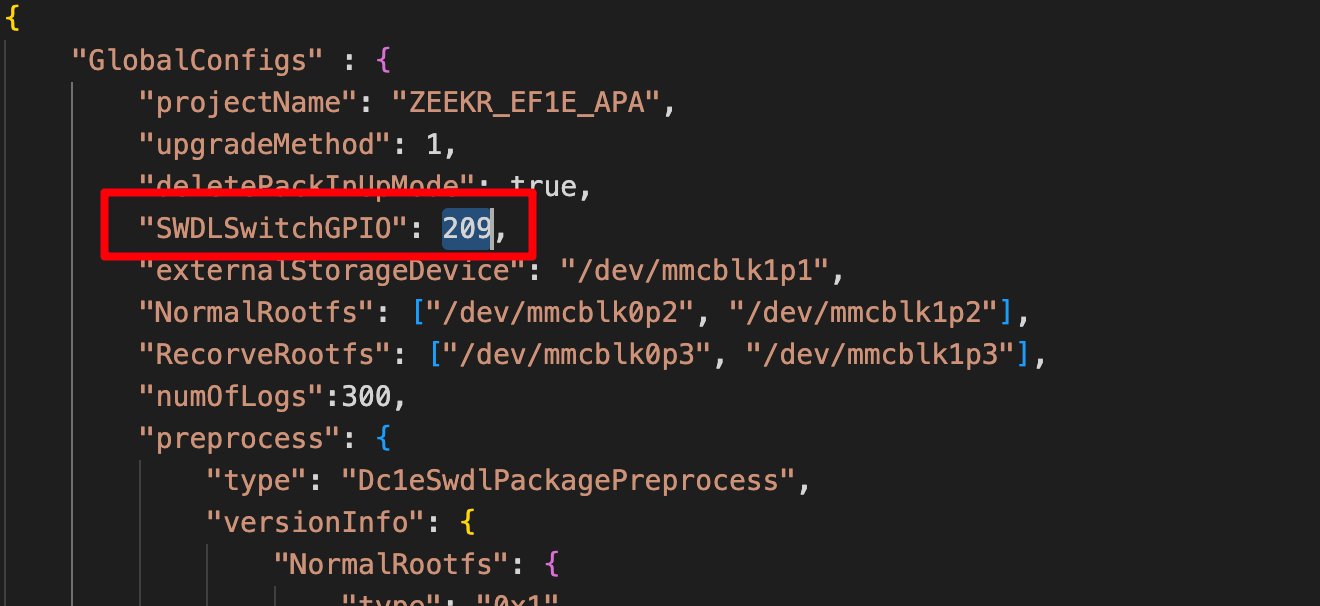 {
"GlobalConfigs" : {
"projectName": "ZEEKR_EF1E_APA",
"upgradeMethod": 1,
"deletePackInUpMode": true,
"SWDLSwitchGPIO": 209,
"externalStorageDevice": "/dev/mmcblk1p1",
"NormalRootfs": ["/dev/mmcblk0p2", "/dev/mmcblk1p2"],
"RecorveRootfs": ["/dev/mmcblk0p3", "/dev/mmcblk1p3"],
"numOfLogs":300,
"preprocess": {
"type": "Dc1eSwdlPackagePreprocess",
"versionInfo": {
"NormalRootfs": {
"type": "0x1"